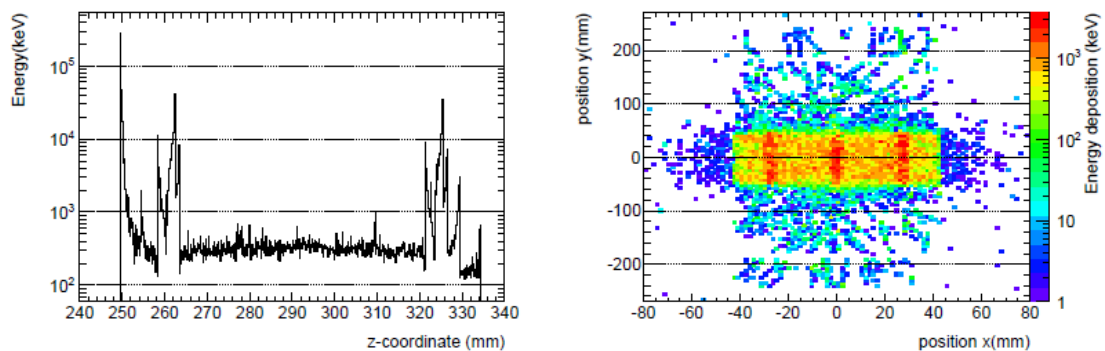 Energy(keV)
10^5
10^4
10^3
10^2
240 250 260 270 280 290 300 310 320 330 340
z-coordinate (mm)
position y(mm)
200
100
0
-100
-200
-80 -60 -40 -20 0 20 40 60 80
position x(mm)
10^3
10^2
10
1
Energy deposition (keV)